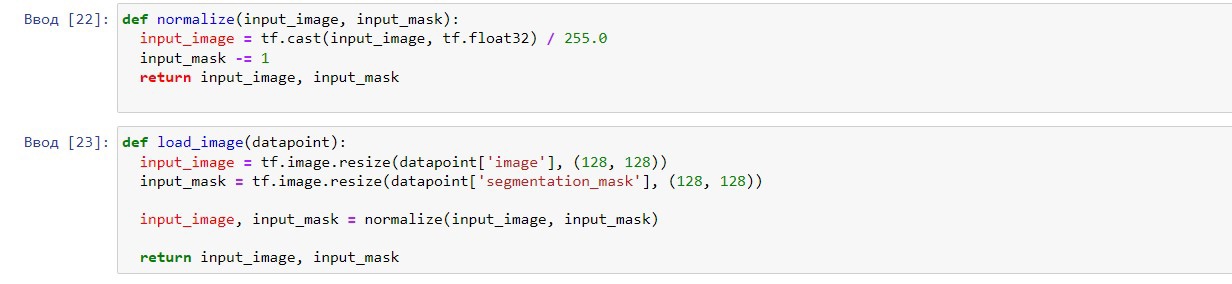 Ввод [22]: def normalize(input_image, input_mask):
  input_image = tf.cast(input_image, tf.float32) / 255.0
  input_mask -= 1
  return input_image, input_mask
Ввод [23]: def load_image(datapoint):
  input_image = tf.image.resize(datapoint['image'], (128, 128))
  input_mask = tf.image.resize(datapoint['segmentation_mask'], (128, 128))
  input_image, input_mask = normalize(input_image, input_mask)
  return input_image, input_mask